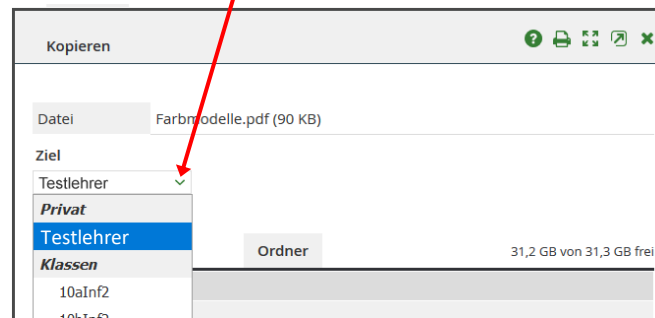 Kopieren
Datei Farbmodelle.pdf (90 KB)
Ziel
Testlehrer
Privat
Testlehrer
Klassen
Ordner 31,2 GB von 31,3 GB frei
10aInf2